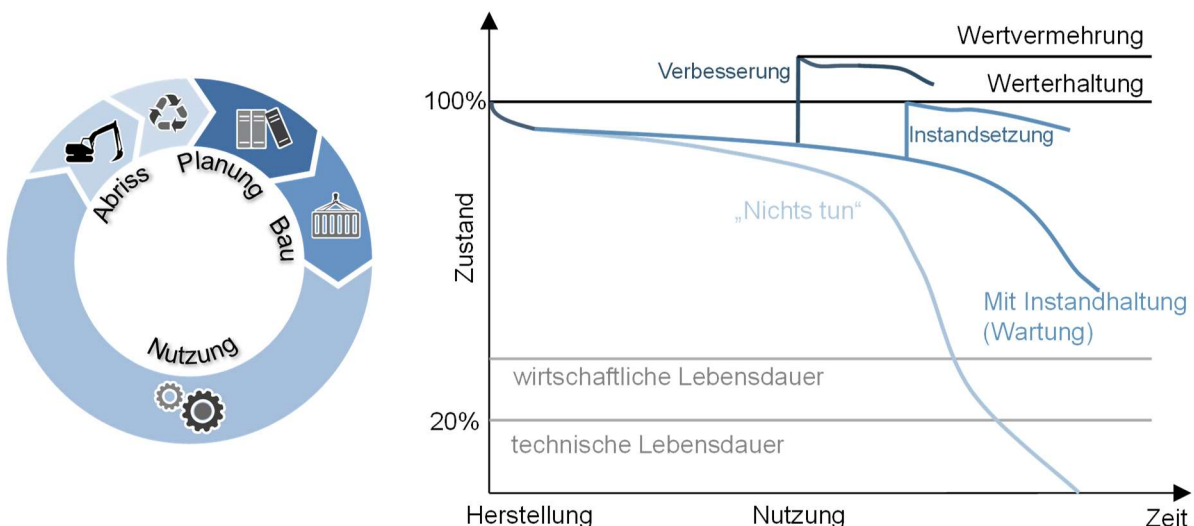 Abriss
Planung
Bau
Nutzung
Wertvermehrung
Verbesserung
Werterhaltung
100%
Instandsetzung
„Nichts tun“
Zustand
Mit Instandhaltung
(Wartung)
wirtschaftliche Lebensdauer
20%
technische Lebensdauer
Herstellung
Nutzung
Zeit